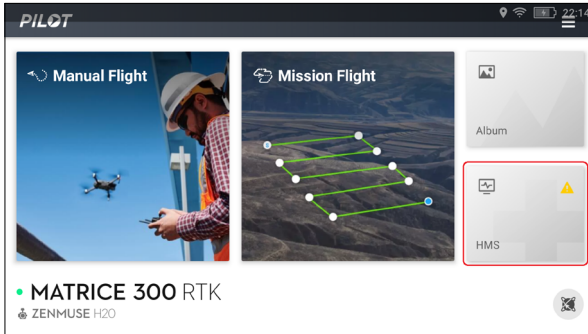 PILOT
22:14
Manual Flight
Mission Flight
Album
HMS
MATRICE 300 RTK
ZENMUSE H20